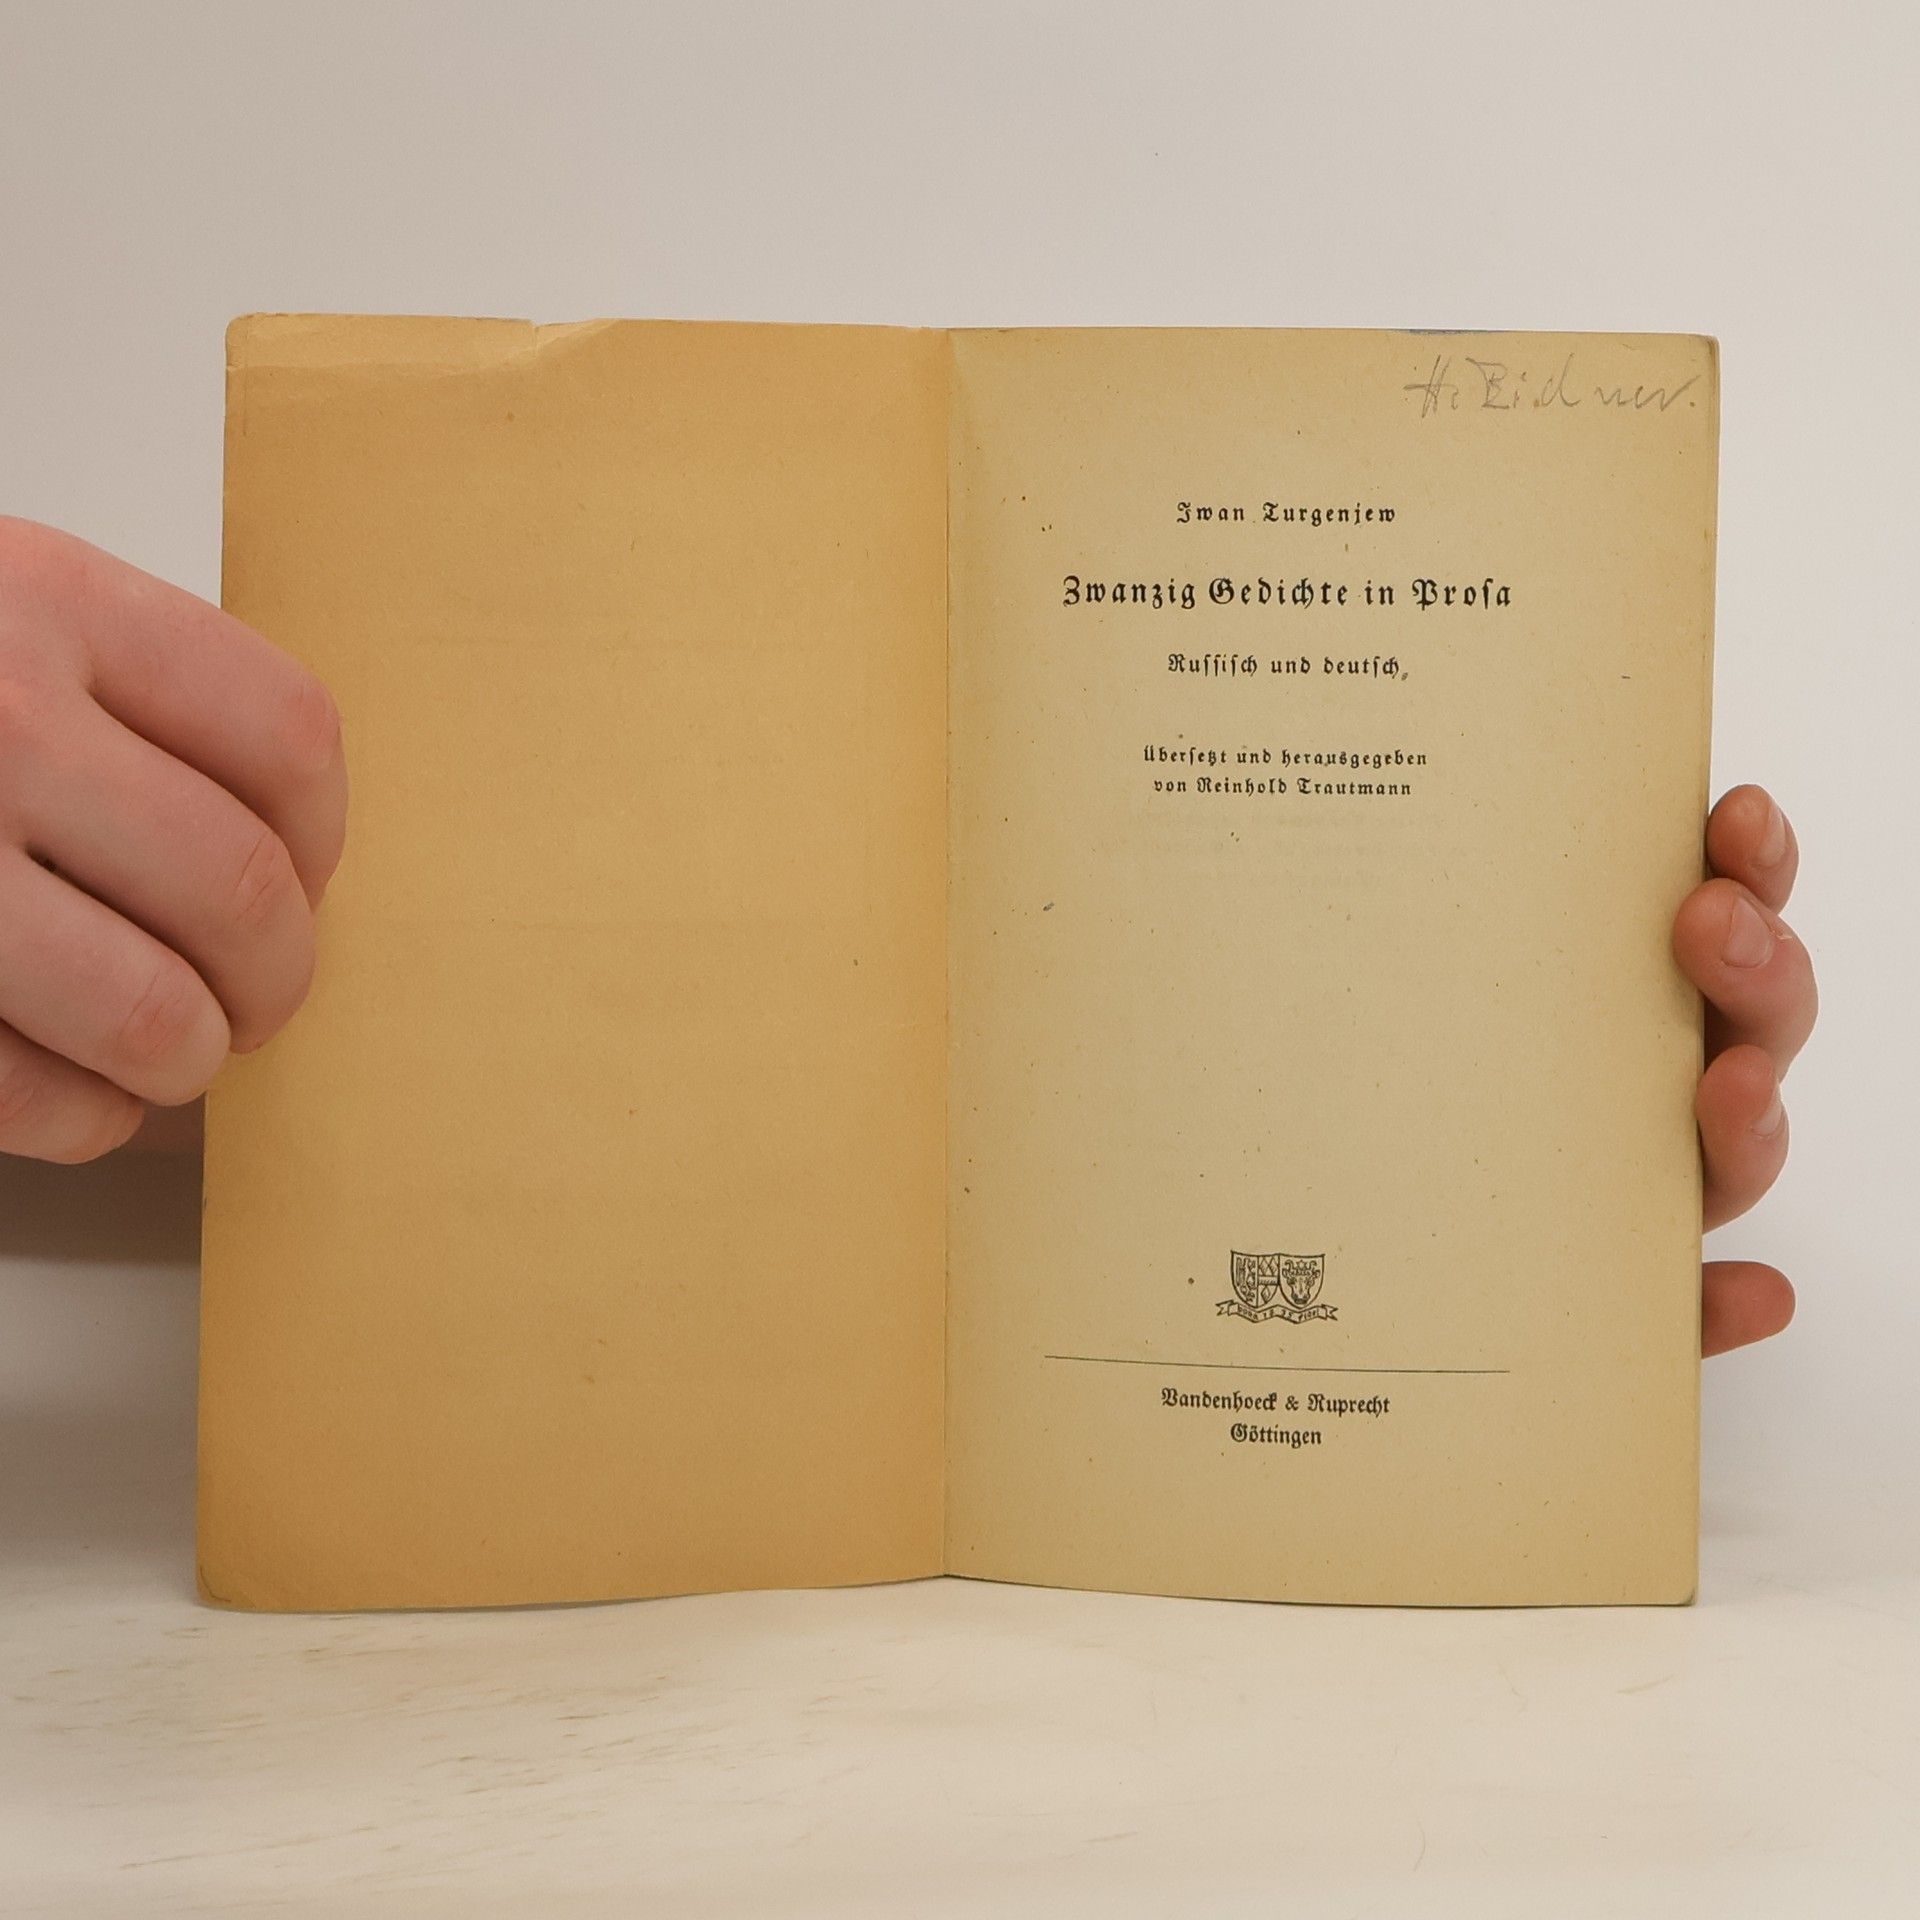 Iwan Turgenjew
Zwanzig Gedichte in Prosa
Russisch und deutsch
Übersetzt und herausgegeben
von Reinhold Trautmann
Vandenhoeck & Ruprecht
Göttingen